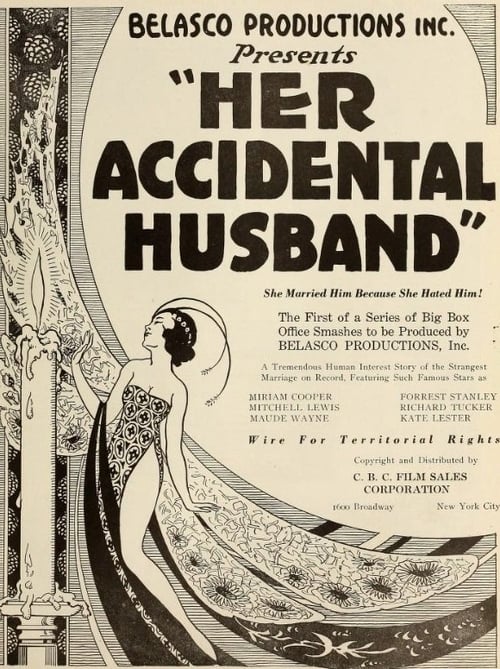 BELASCO PRODUCTIONS INC.
Presents
"HER
ACCIDENTAL
HUSBAND"
She Married Him Because She Hated Him!
The First of a Series of Big Box
Office Smashes to be Produced by
BELASCO PRODUCTIONS, Inc.
A Tremendous Human Interest Story of the Strangest
Marriage on Record, Featuring Such Famous Stars as
MIRIAM COOPER FORREST STANLEY
MITCHELL LEWIS RICHARD TUCKER
MAUDE WAYNE KATE LESTER
Wire For Territorial Rights
Copyright and Distributed by
C. B. C. FILM SALES
CORPORATION
1600 Broadway New York City